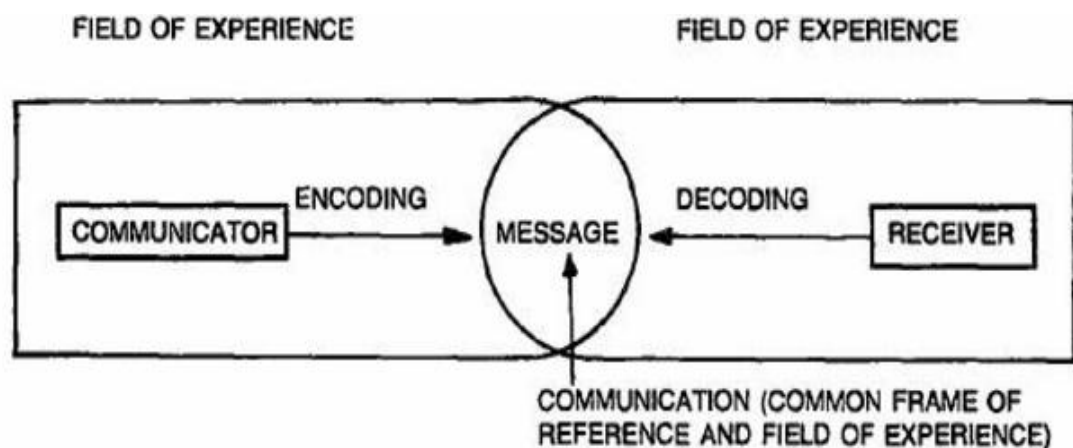 FIELD OF EXPERIENCE
FIELD OF EXPERIENCE
ENCODING
DECODING
COMMUNICATOR
MESSAGE
RECEIVER
COMMUNICATION (COMMON FRAME OF
REFERENCE AND FIELD OF EXPERIENCE)